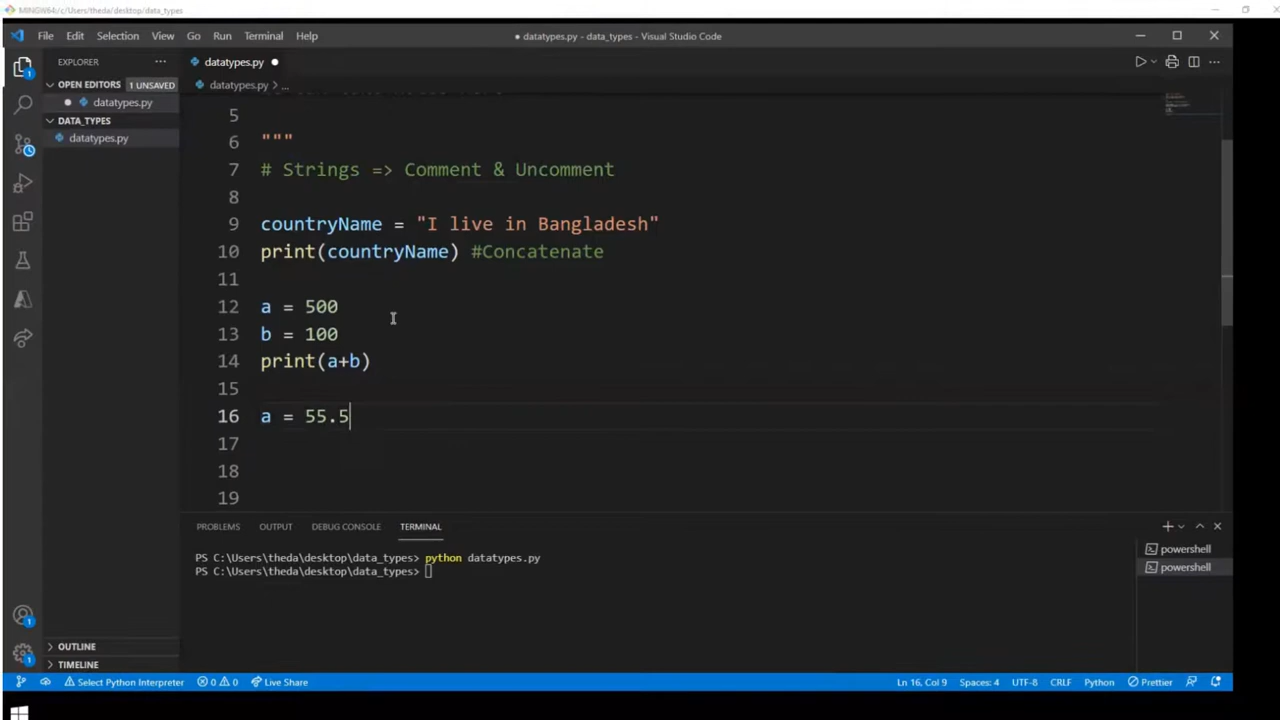 MINGW64:/c/Users/theda/desktop/data_types
File Edit Selection View Go Run Terminal Help
● datatypes.py - data_types - Visual Studio Code
EXPLORER
datatypes.py
OPEN EDITORS 1 UNSAVED
datatypes.py > ...
datatypes.py
DATA_TYPES
datatypes.py
5
6 """
7 # Strings => Comment & Uncomment
8
9 countryName = "I live in Bangladesh"
10 print(countryName) #Concatenate
11
12 a = 500
13 b = 100
14 print(a+b)
15
16 a = 55.5
17
18
19
PROBLEMS OUTPUT DEBUG CONSOLE TERMINAL
PS C:\Users\theda\desktop\data_types> python datatypes.py
PS C:\Users\theda\desktop\data_types>
powershell
powershell
OUTLINE
TIMELINE
Select Python Interpreter 0 0 Live Share Ln 16, Col 9 Spaces: 4 UTF-8 CRLF Python Prettier